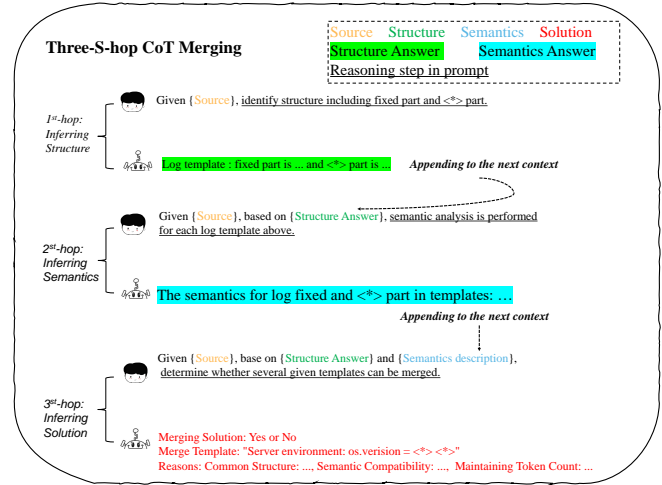 Three-S-hop CoT Merging
Source Structure Semantics Solution
Structure Answer Semantics Answer
Reasoning step in prompt
1st-hop:
Inferring
Structure
Given {Source}, identify structure including fixed part and <*> part.
Log template : fixed part is ... and <*> part is ...
Appending to the next context
2st-hop:
Inferring
Semantics
Given {Source}, based on {Structure Answer}, semantic analysis is performed
for each log template above.
The semantics for log fixed and <*> part in templates: …
Appending to the next context
3st-hop:
Inferring
Solution
Given {Source}, base on {Structure Answer} and {Semantics description},
determine whether several given templates can be merged.
Merging Solution: Yes or No
Merge Template: "Server environment: os.verision = <*> <*>"
Reasons: Common Structure: ..., Semantic Compatibility: ..., Maintaining Token Count: ...